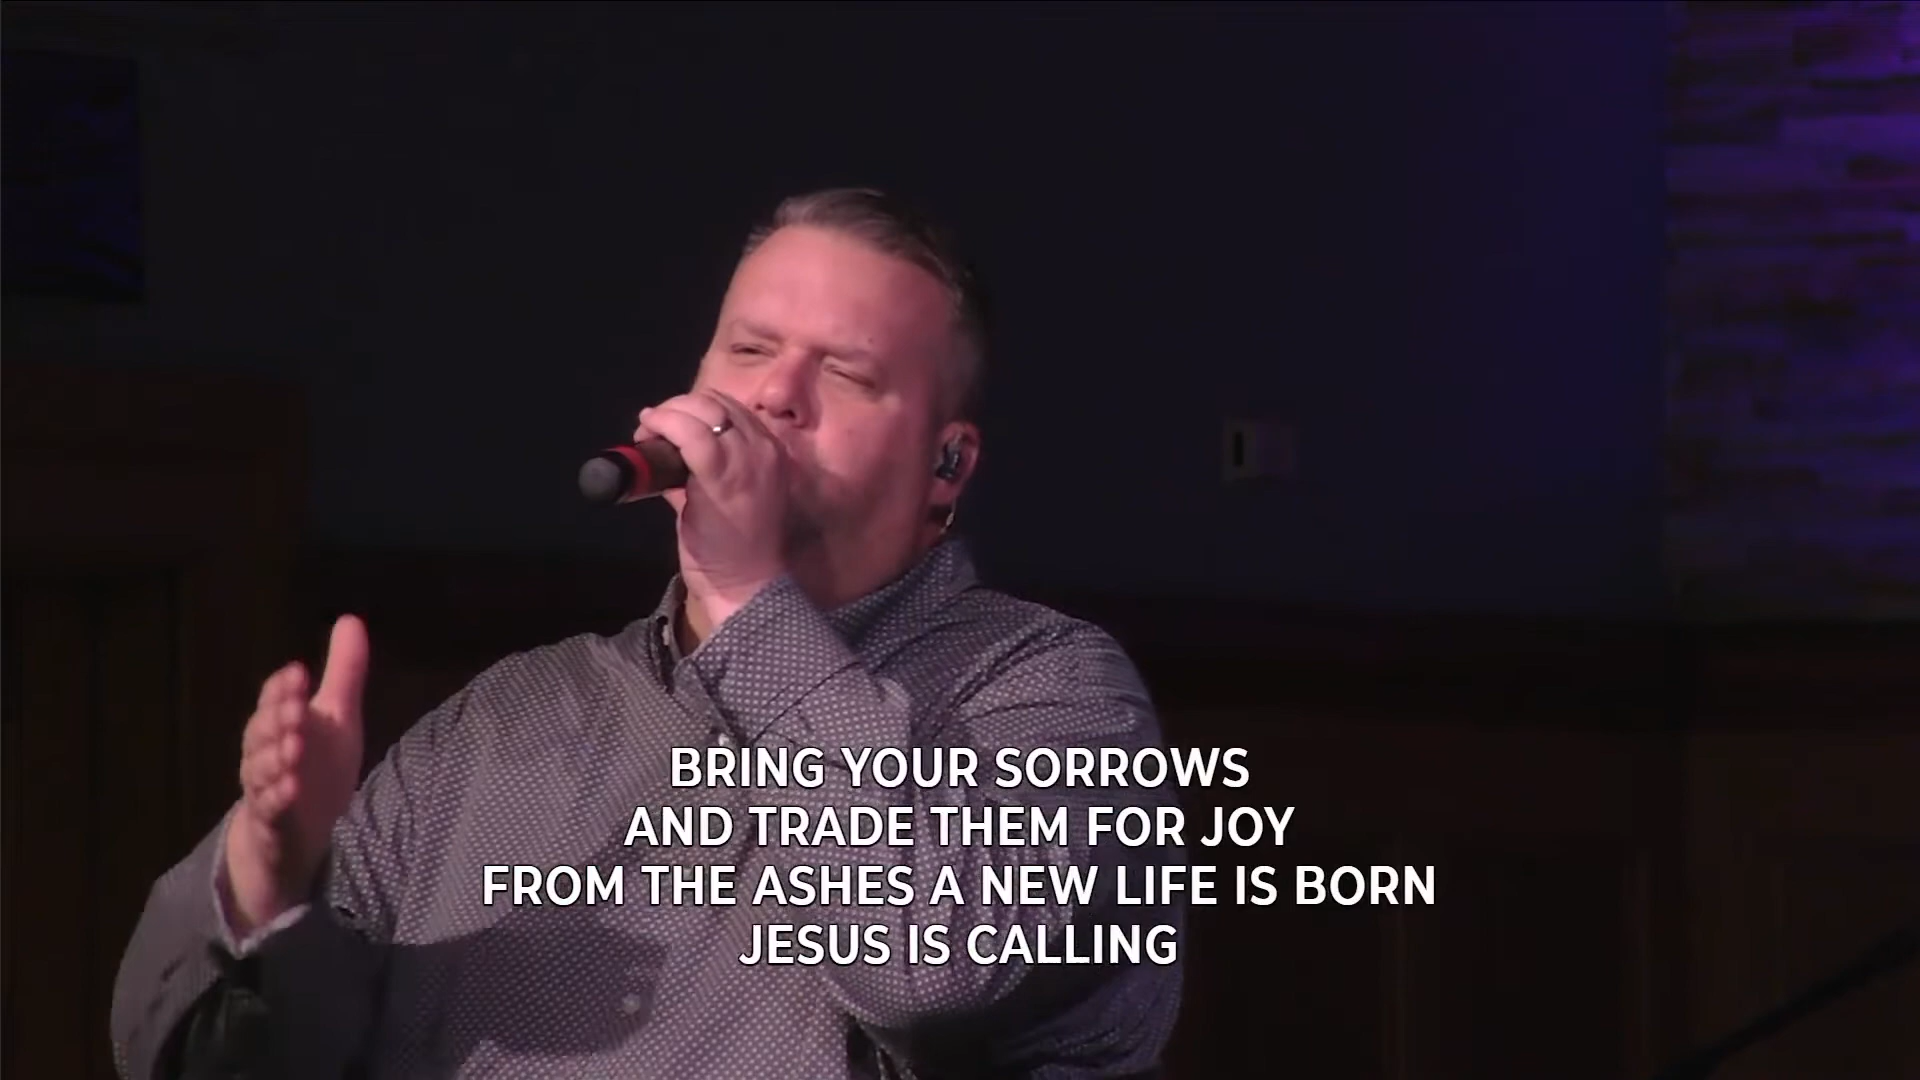 BRING YOUR SORROWS
AND TRADE THEM FOR JOY
FROM THE ASHES A NEW LIFE IS BORN
JESUS IS CALLING